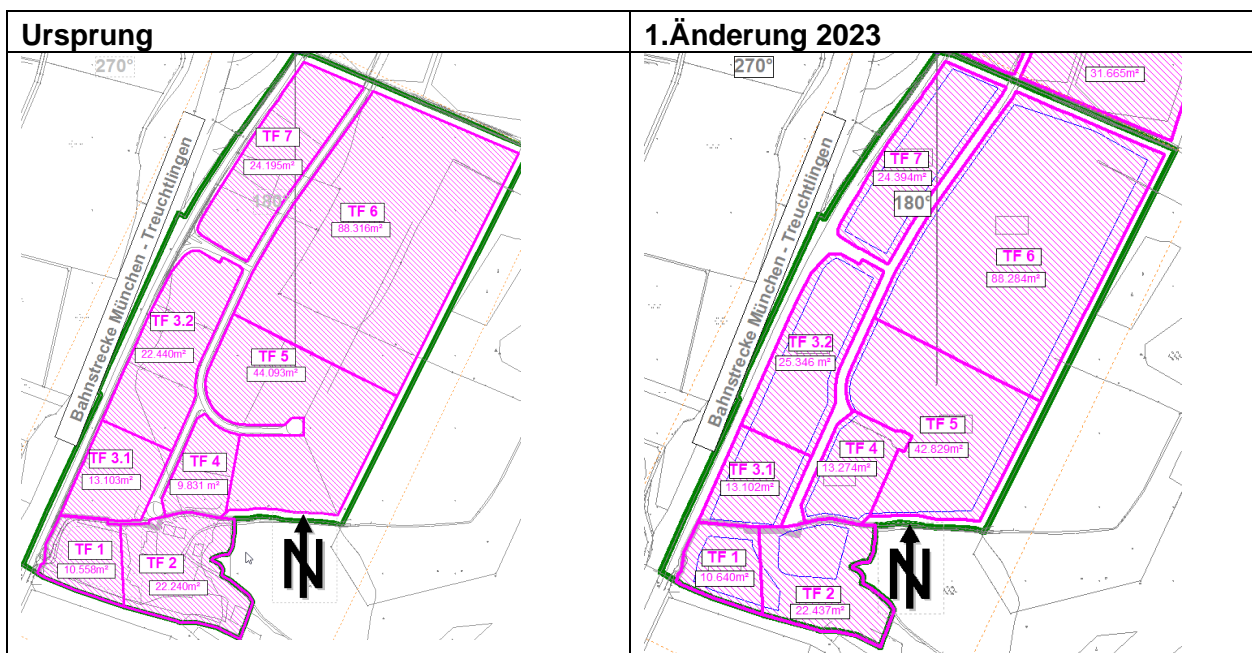 Ursprung
270°
TF 7
24.195m²
180°
TF 6
88.316m²
Bahnstrecke München - Treuchtlingen
TF 3.2
22.440m²
TF 5
44.093m²
TF 3.1
13.103m²
TF 4
9.831 m²
TF 1
10.558m²
TF 2
22.240m²
N
1.Änderung 2023
270°
31.665m²
TF 7
24.394m²
180°
TF 6
88.284m²
Bahnstrecke München - Treuchtlingen
TF 3.2
25.346 m²
TF 5
42.829m²
TF 4
13.274m²
TF 3.1
13.102m²
TF 1
10.640m²
TF 2
22.437m²
N